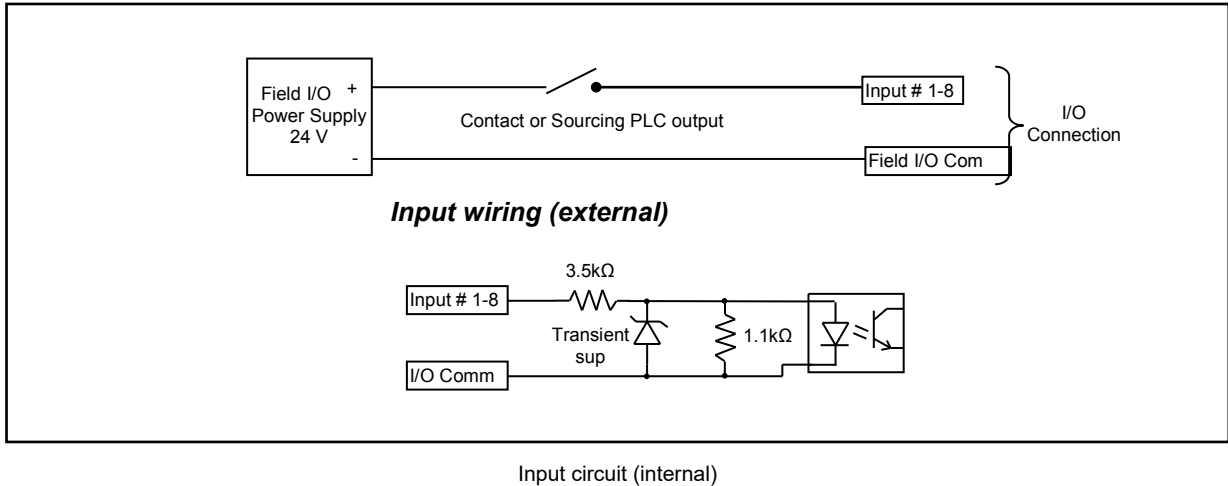 Field I/O +
Power Supply
24 V
-
Contact or Sourcing PLC output
Input # 1-8
Field I/O Com
I/O
Connection
Input wiring (external)
3.5kΩ
Input # 1-8
Transient
sup
1.1kΩ
I/O Comm
Input circuit (internal)